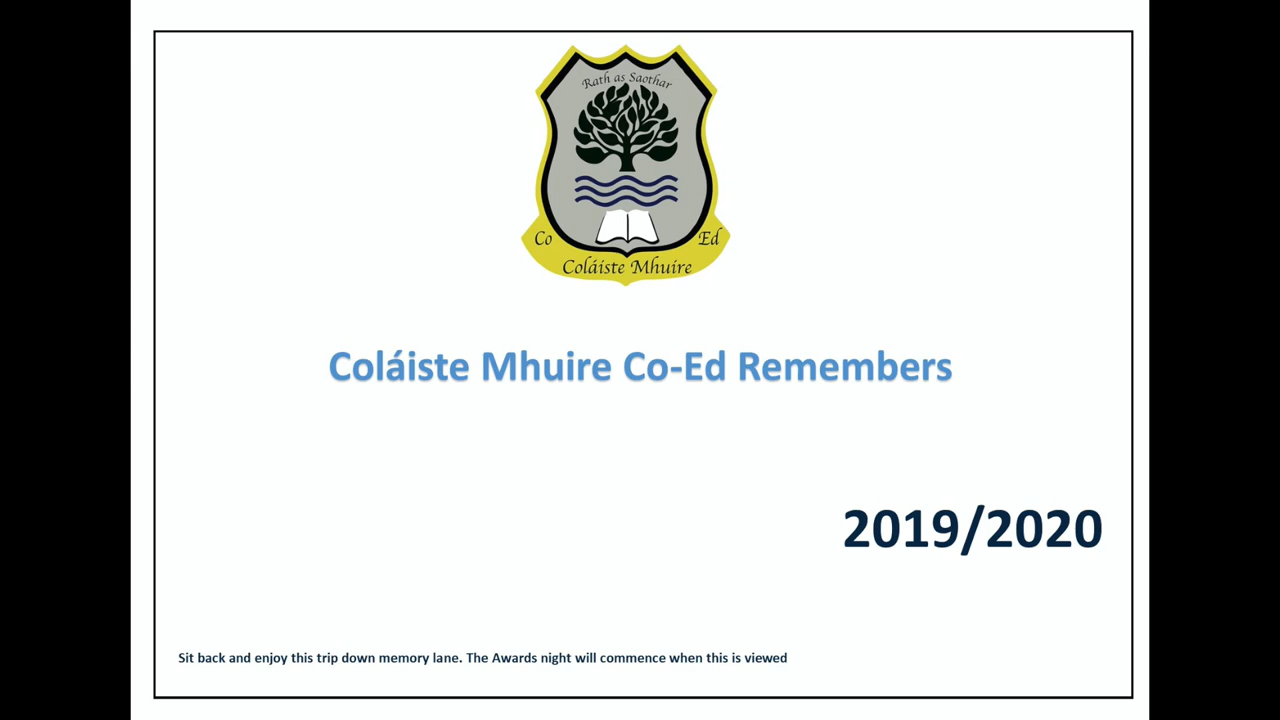 Rath as Saothar
Co Ed
Coláiste Mhuire
Coláiste Mhuire Co-Ed Remembers
2019/2020
Sit back and enjoy this trip down memory lane. The Awards night will commence when this is viewed